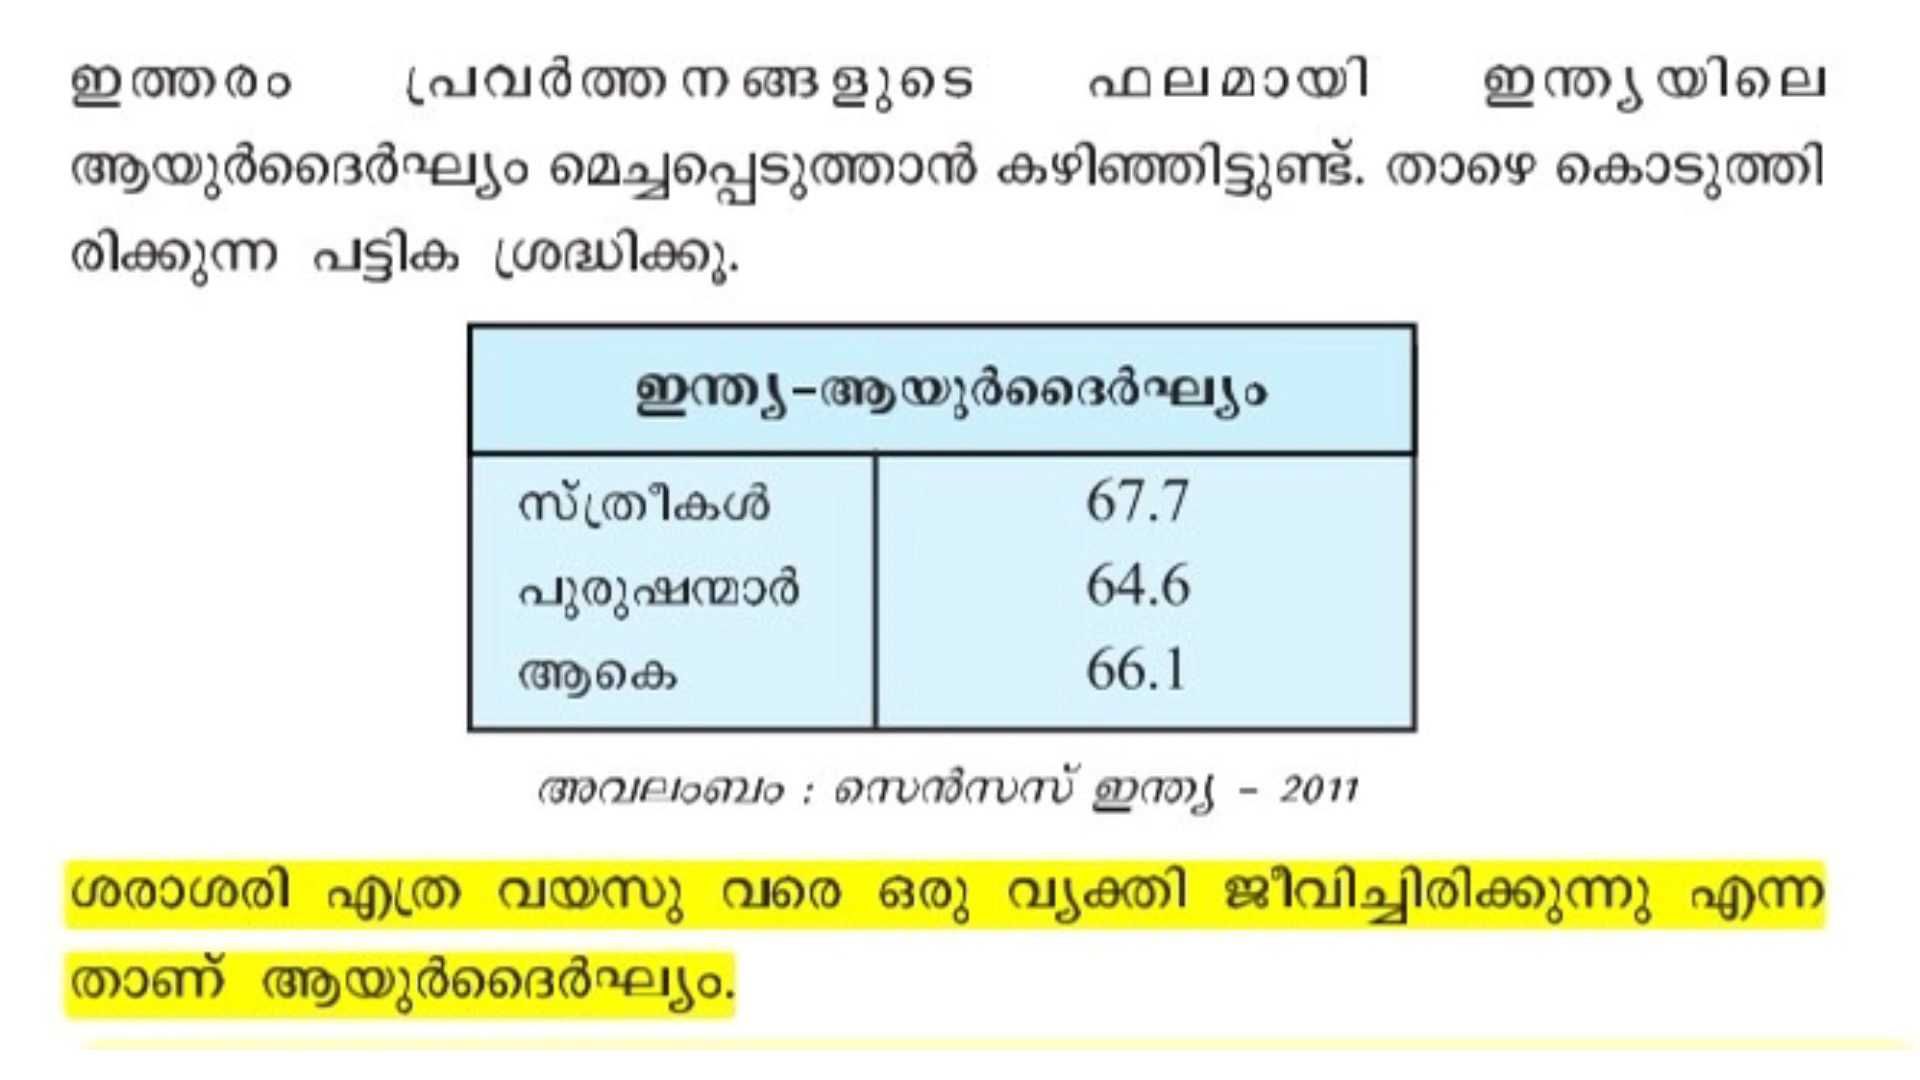 ഇത്തരം പ്രവർത്തനങ്ങളുടെ ഫലമായി ഇന്ത്യയിലെ
ആയുർദൈർഘ്യം മെച്ചപ്പെടുത്താൻ കഴിഞ്ഞിട്ടുണ്ട്. താഴെ കൊടുത്തി
രിക്കുന്ന പട്ടിക ശ്രദ്ധിക്കൂ.
ഇന്ത്യ-ആയുർദൈർഘ്യം
സ്ത്രീകൾ 67.7
പുരുഷന്മാർ 64.6
ആകെ 66.1
അവലംബം : സെൻസസ് ഇന്ത്യ - 2011
ശരാശരി എത്ര വയസു വരെ ഒരു വ്യക്തി ജീവിച്ചിരിക്കുന്നു എന്ന
താണ് ആയുർദൈർഘ്യം.